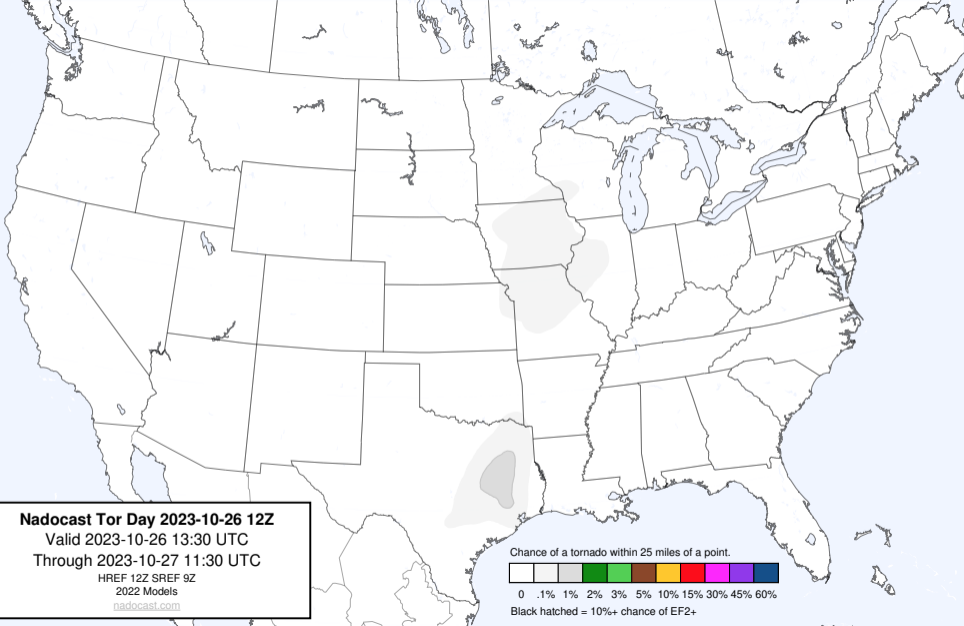 Nadocast Tor Day 2023-10-26 12Z
Valid 2023-10-26 13:30 UTC
Through 2023-10-27 11:30 UTC
HREF 12Z SREF 9Z
2022 Models
nadocast.com
Chance of a tornado within 25 miles of a point.
0 .1% 1% 2% 3% 5% 10% 15% 30% 45% 60%
Black hatched = 10%+ chance of EF2+